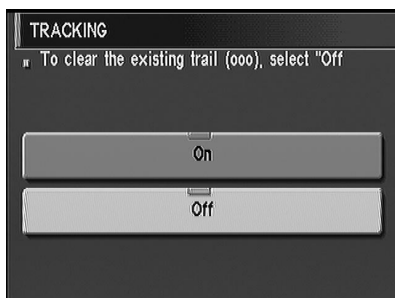 TRACKING
To clear the existing trail (ooo), select "Off
On
Off